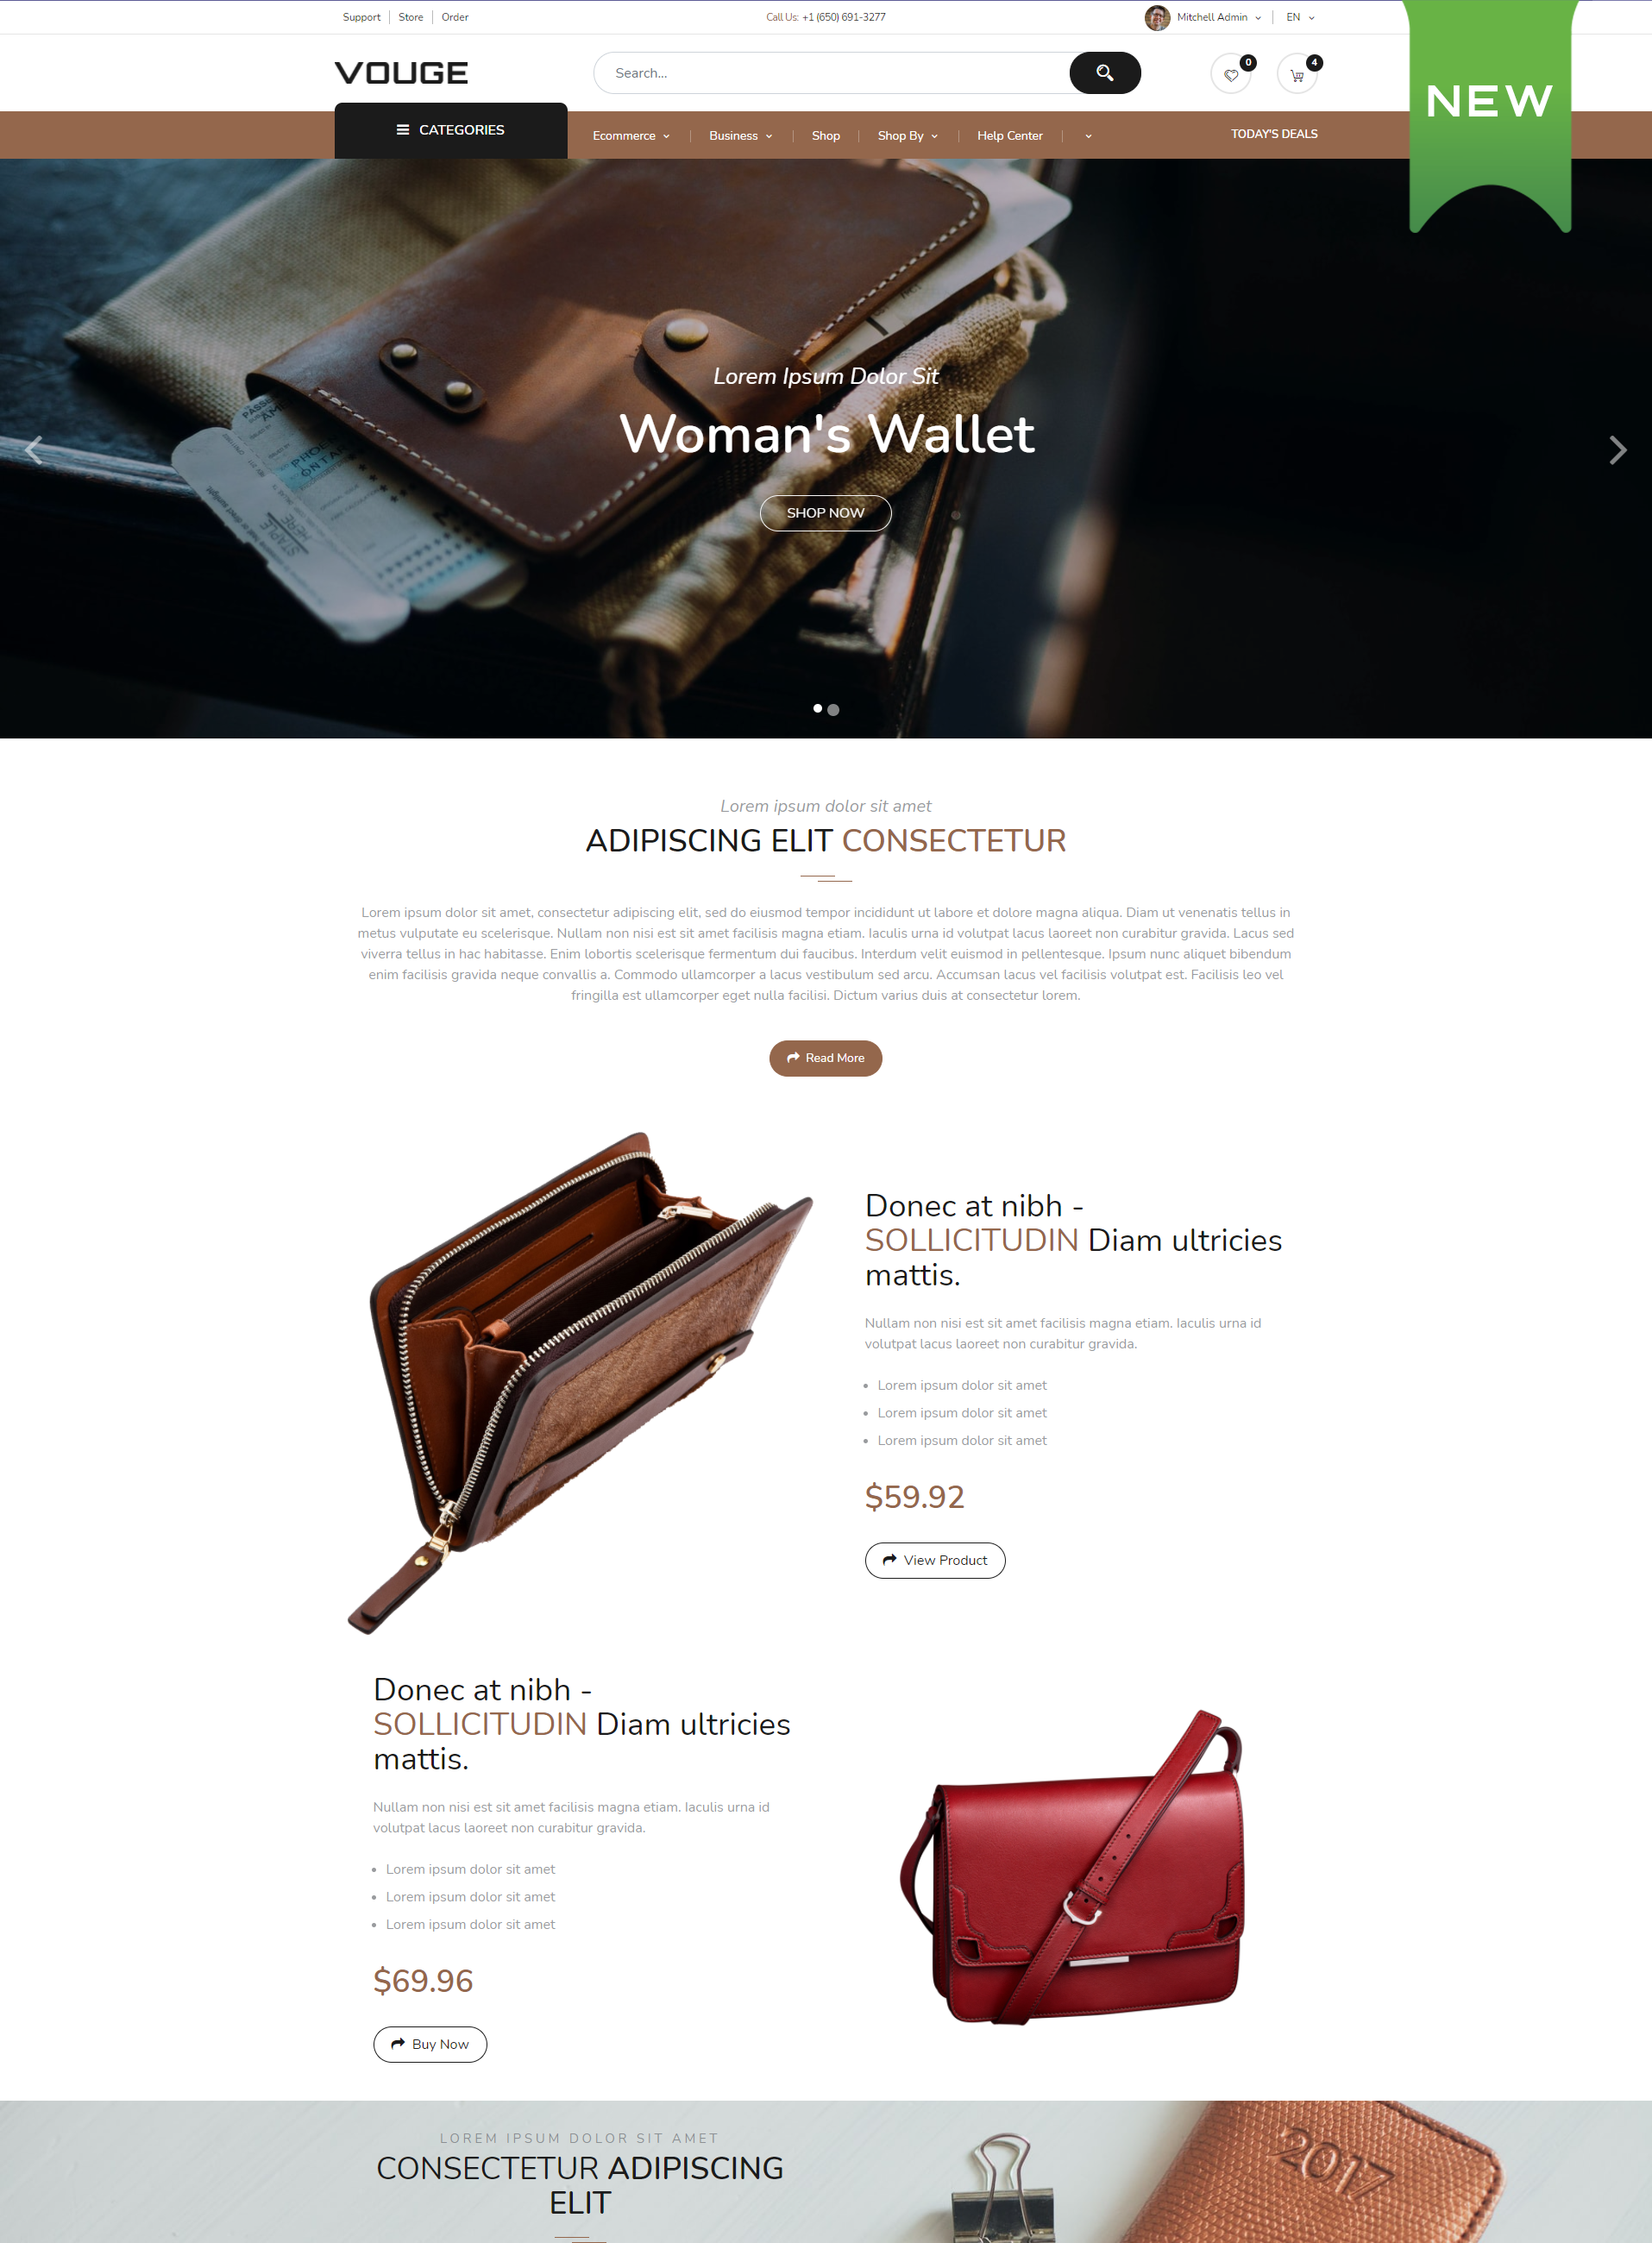 Support Store Order Call Us: +1 (650) 691-3277 Mitchell Admin EN
VOUGE Search... 0 4
NEW
CATEGORIES Ecommerce Business Shop Shop By Help Center TODAY'S DEALS
Lorem Ipsum Dolor Sit
Woman's Wallet
SHOP NOW
Lorem ipsum dolor sit amet
ADIPISCING ELIT CONSECTETUR
Lorem ipsum dolor sit amet, consectetur adipiscing elit, sed do eiusmod tempor incididunt ut labore et dolore magna aliqua. Diam ut venenatis tellus in
metus vulputate eu scelerisque. Nullam non nisi est sit amet facilisis magna etiam. Iaculis urna id volutpat lacus laoreet non curabitur gravida. Lacus sed
viverra tellus in hac habitasse. Enim lobortis scelerisque fermentum dui faucibus. Interdum velit euismod in pellentesque. Ipsum nunc aliquet bibendum
enim facilisis gravida neque convallis a. Commodo ullamcorper a lacus vestibulum sed arcu. Accumsan lacus vel facilisis volutpat est. Facilisis leo vel
fringilla est ullamcorper eget nulla facilisi. Dictum varius duis at consectetur lorem.
Read More
Donec at nibh -
SOLLICITUDIN Diam ultricies
mattis.
Nullam non nisi est sit amet facilisis magna etiam. Iaculis urna id
volutpat lacus laoreet non curabitur gravida.
• Lorem ipsum dolor sit amet
• Lorem ipsum dolor sit amet
• Lorem ipsum dolor sit amet
$59.92
View Product
Donec at nibh -
SOLLICITUDIN Diam ultricies
mattis.
Nullam non nisi est sit amet facilisis magna etiam. Iaculis urna id
volutpat lacus laoreet non curabitur gravida.
• Lorem ipsum dolor sit amet
• Lorem ipsum dolor sit amet
• Lorem ipsum dolor sit amet
$69.96
Buy Now
LOREM IPSUM DOLOR SIT AMET
CONSECTETUR ADIPISCING
ELIT
2017